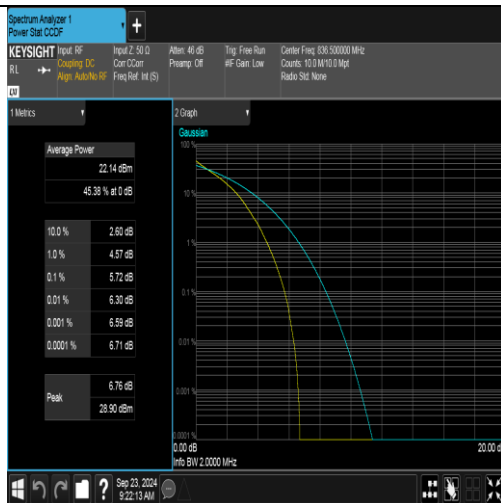 Spectrum Analyzer 1
Power Stat CCDF
KEYSIGHT
RL
Input: RF
Coupling: DC
Align: Auto/No RF
Input Z: 50 Ω
Corr CCorr
Freq Ref: Int (S)
Atten: 46 dB
Preamp: Off
Trig: Free Run
#IF Gain: Low
Center Freq: 836.500000 MHz
Counts: 10.0 M/10.0 Mpt
Radio Std: None
LXI
1 Metrics
Average Power
22.14 dBm
45.38 % at 0 dB
10.0 % 2.60 dB
1.0 % 4.57 dB
0.1 % 5.72 dB
0.01 % 6.30 dB
0.001 % 6.59 dB
0.0001 % 6.71 dB
Peak
6.76 dB
28.90 dBm
2 Graph
Gaussian
100 %
10 %
1 %
0.1 %
0.01 %
0.001 %
0.0001 %
0.00 dB
20.00
Info BW 2.0000 MHz
?
Sep 23, 2024
9:22:13 AM